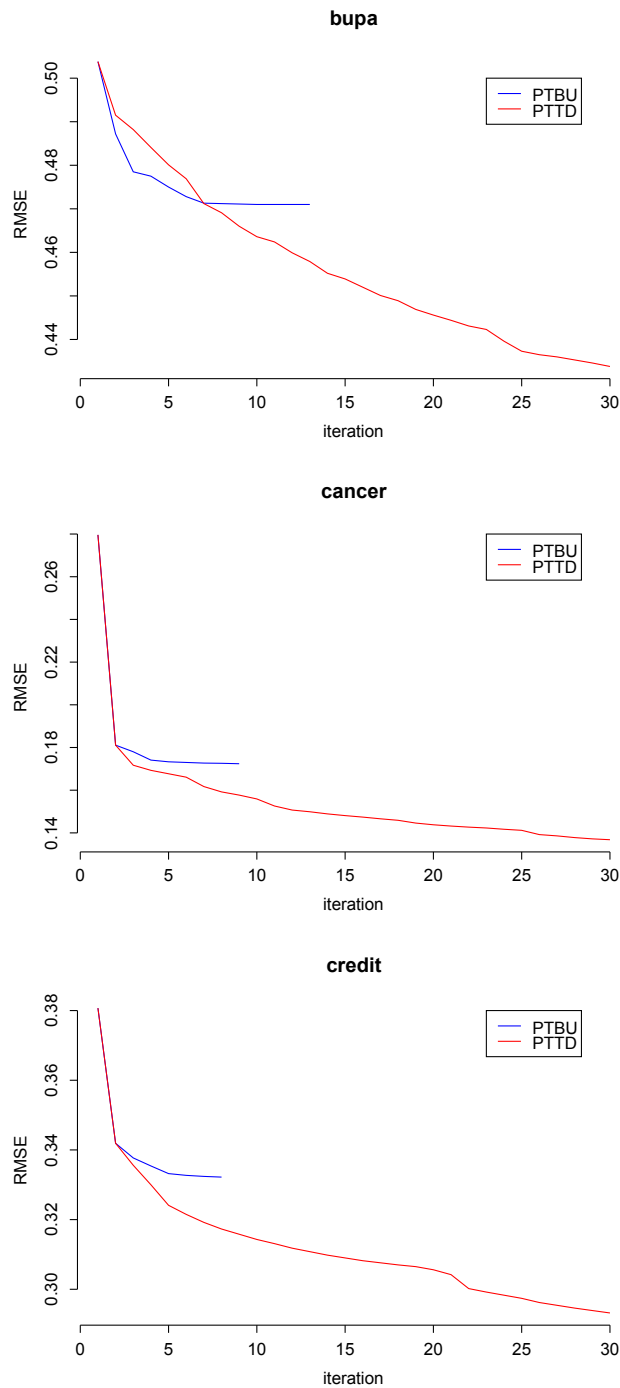 bupa
RMSE
0.50
0.48
0.46
0.44
PTBU
PTTD
0 5 10 15 20 25 30
iteration
cancer
RMSE
0.26
0.22
0.18
0.14
PTBU
PTTD
0 5 10 15 20 25 30
iteration
credit
RMSE
0.38
0.36
0.34
0.32
0.30
PTBU
PTTD
0 5 10 15 20 25 30
iteration